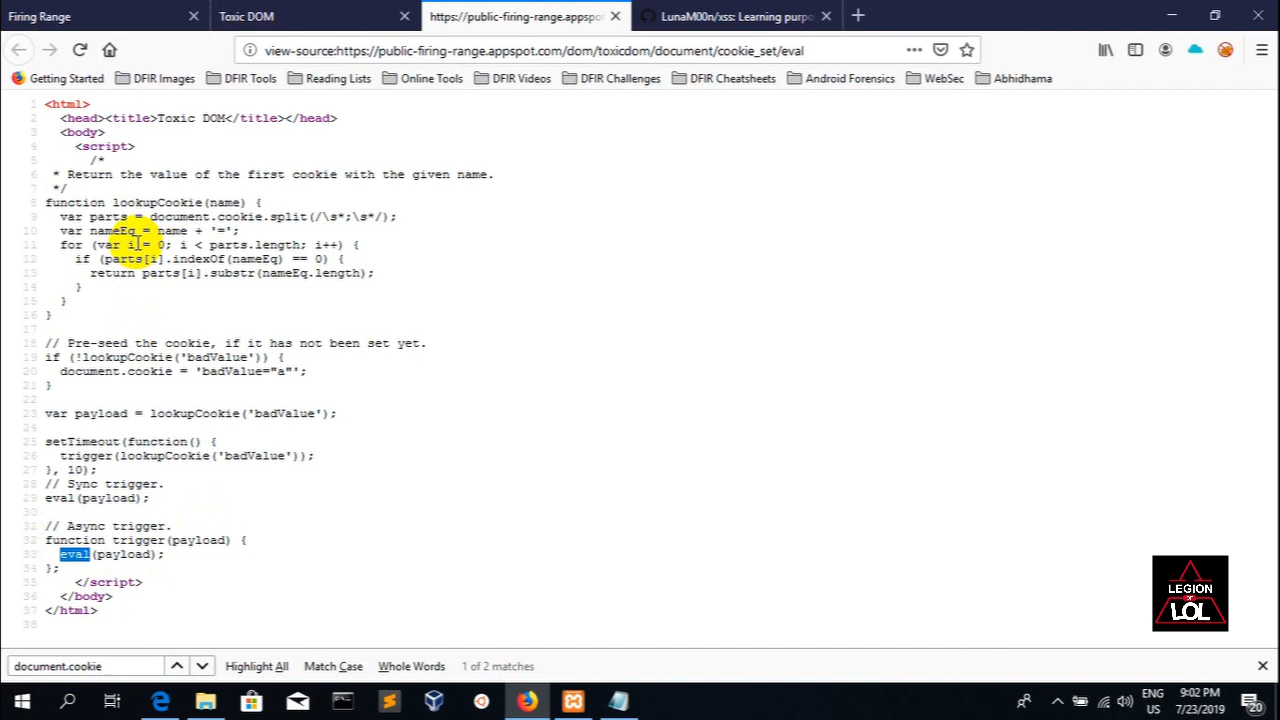 Firing Range
Toxic DOM
https://public-firing-range.appspo
LunaM00n/xss: Learning purpo
view-source:https://public-firing-range.appspot.com/dom/toxicdom/document/cookie_set/eval
Getting Started
DFIR Images
DFIR Tools
Reading Lists
Online Tools
DFIR Videos
DFIR Challenges
DFIR Cheatsheets
Android Forensics
WebSec
Abhidhama
1 <html>
2 <head><title>Toxic DOM</title></head>
3 <body>
4 <script>
5 /*
6 * Return the value of the first cookie with the given name.
7 */
8 function lookupCookie(name) {
9 var parts = document.cookie.split(/\s*;\s*/);
10 var nameEq = name + '=';
11 for (var i = 0; i < parts.length; i++) {
12 if (parts[i].indexOf(nameEq) == 0) {
13 return parts[i].substr(nameEq.length);
14 }
15 }
16 }
17
18 // Pre-seed the cookie, if it has not been set yet.
19 if (!lookupCookie('badValue')) {
20 document.cookie = 'badValue="a"';
21 }
22
23 var payload = lookupCookie('badValue');
24
25 setTimeout(function() {
26 trigger(lookupCookie('badValue'));
27 }, 10);
28 // Sync trigger.
29 eval(payload);
30
31 // Async trigger.
32 function trigger(payload) {
33 eval(payload);
34 };
35 </script>
36 </body>
37 </html>
38
LEGION
of
LOL
document.cookie
Highlight All
Match Case
Whole Words
1 of 2 matches
ENG
US
9:02 PM
7/23/2019
20